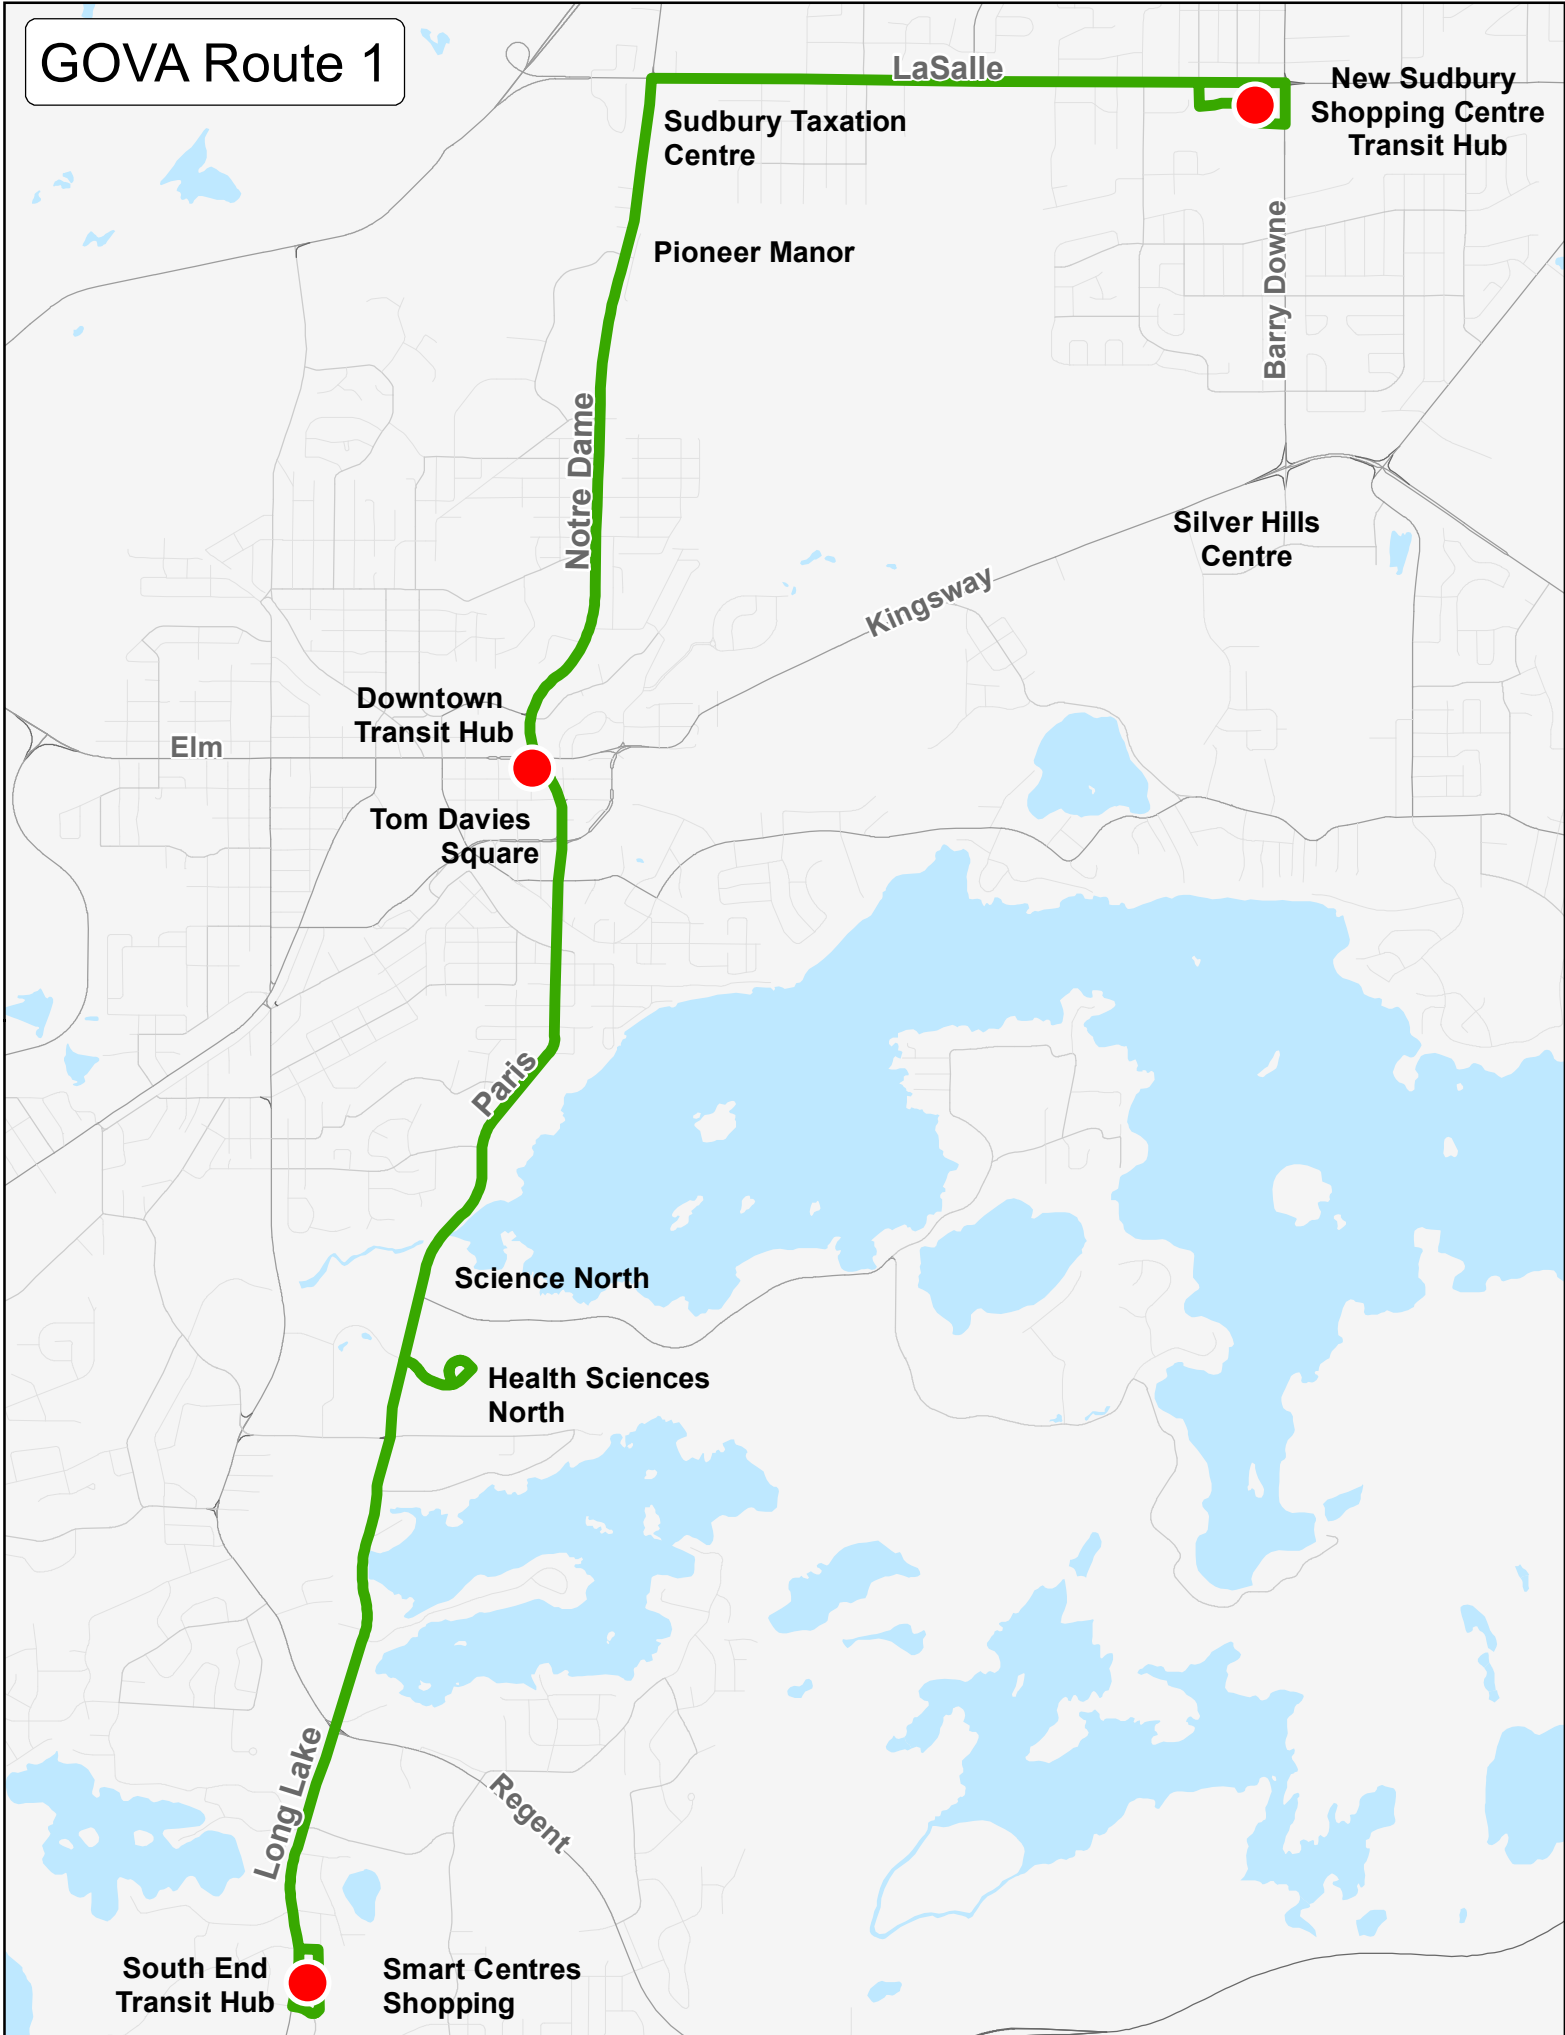 GOVA Route 1
LaSalle
New Sudbury
Shopping Centre
Transit Hub
Sudbury Taxation
Centre
Pioneer Manor
Barry Downe
Notre Dame
Silver Hills
Centre
Kingsway
Downtown
Transit Hub
Elm
Tom Davies
Square
Paris
Science North
Health Sciences
North
Long Lake
Regent
South End
Transit Hub
Smart Centres
Shopping